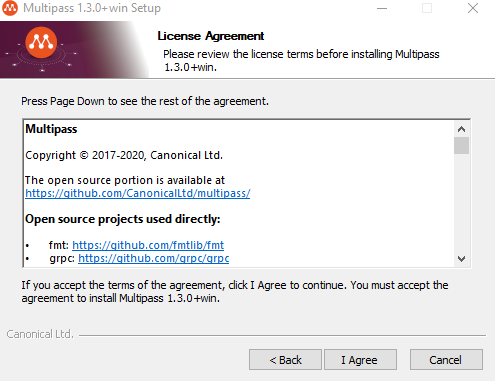 Multipass 1.3.0+win Setup
License Agreement
Please review the license terms before installing Multipass
1.3.0+win.
Press Page Down to see the rest of the agreement.
Multipass
Copyright © 2017-2020, Canonical Ltd.
The open source portion is available at
https://github.com/CanonicalLtd/multipass/
Open source projects used directly:
• fmt: https://github.com/fmtlib/fmt
• grpc: https://github.com/grpc/grpc
If you accept the terms of the agreement, click I Agree to continue. You must accept the
agreement to install Multipass 1.3.0+win.
Canonical Ltd.
< Back I Agree Cancel